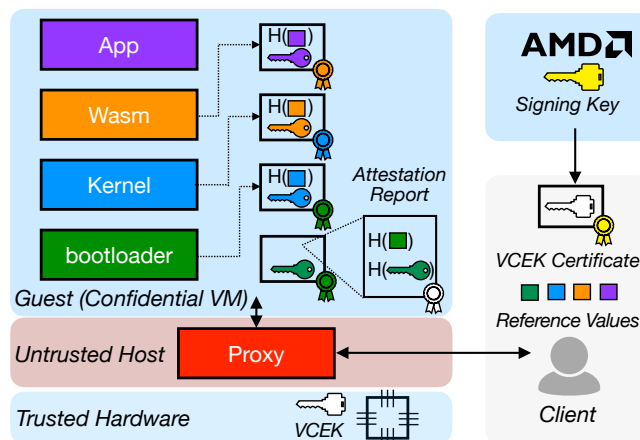 App
H( )
AMD
Signing Key
Wasm
H( )
Kernel
H( )
Attestation
Report
bootloader
H( )
H( )
VCEK Certificate
Guest (Confidential VM)
Reference Values
Untrusted Host
Proxy
Client
Trusted Hardware
VCEK